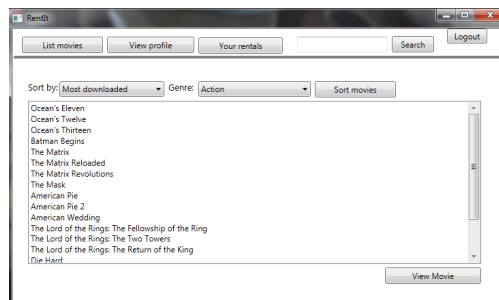 RentIt
List movies View profile Your rentals Search Logout
Sort by: Most downloaded Genre: Action Sort movies
Ocean's Eleven
Ocean's Twelve
Ocean's Thirteen
Batman Begins
The Matrix
The Matrix Reloaded
The Matrix Revolutions
The Mask
American Pie
American Pie 2
American Wedding
The Lord of the Rings: The Fellowship of the Ring
The Lord of the Rings: The Two Towers
The Lord of the Rings: The Return of the King
Die Hard
View Movie